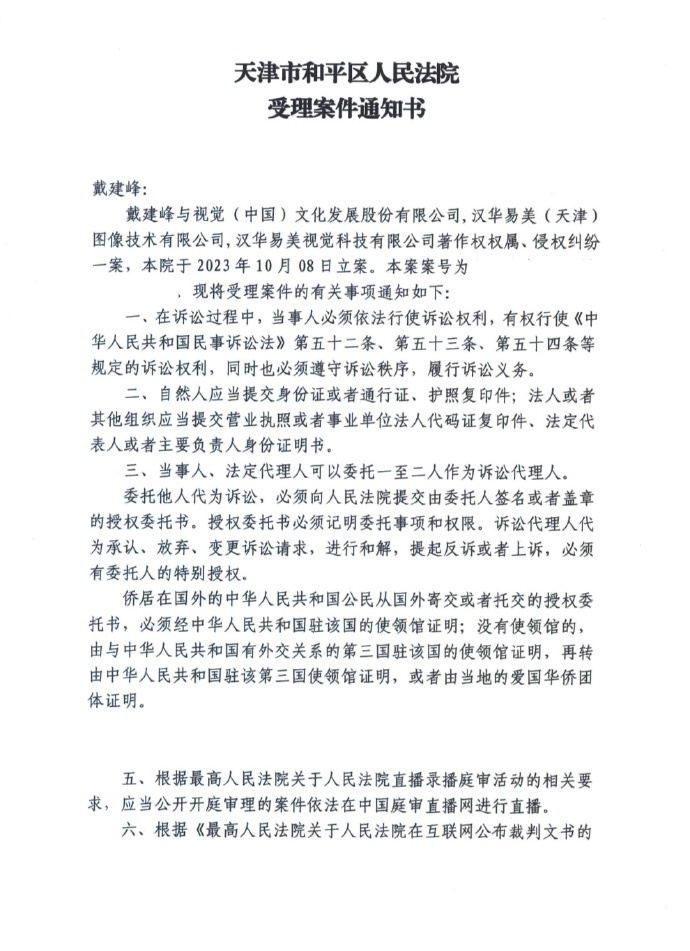 天津市和平区人民法院
受理案件通知书
戴建峰:
戴建峰与视觉（中国）文化发展股份有限公司,汉华易美（天津）
图像技术有限公司,汉华易美视觉科技有限公司著作权权属、侵权纠纷
一案，本院于 2023 年 10 月 08 日立案。本案案号为
．现将受理案件的有关事项通知如下:
一、在诉讼过程中，当事人必须依法行使诉讼权利，有权行使《中
华人民共和国民事诉讼法》第五十二条、第五十三条、第五十四条等
规定的诉讼权利，同时也必须遵守诉讼秩序，履行诉讼义务。
二、自然人应当提交身份证或者通行证、护照复印件；法人或者
其他组织应当提交营业执照或者事业单位法人代码证复印件、法定代
表人或者主要负责人身份证明书。
三、当事人、法定代理人可以委托一至二人作为诉讼代理人。
委托他人代为诉讼，必须向人民法院提交由委托人签名或者盖章
的授权委托书。授权委托书必须记明委托事项和权限。诉讼代理人代
为承认、放弃、变更诉讼请求，进行和解，提起反诉或者上诉，必须
有委托人的特别授权。
侨居在国外的中华人民共和国公民从国外寄交或者托交的授权委
托书，必须经中华人民共和国驻该国的使领馆证明；没有使领馆的，
由与中华人民共和国有外交关系的第三国驻该国的使领馆证明，再转
由中华人民共和国驻该第三国使领馆证明，或者由当地的爱国华侨团
体证明。
五、根据最高人民法院关于人民法院直播录播庭审活动的相关要
求，应当公开开庭审理的案件依法在中国庭审直播网进行直播。
六、根据《最高人民法院关于人民法院在互联网公布裁判文书的